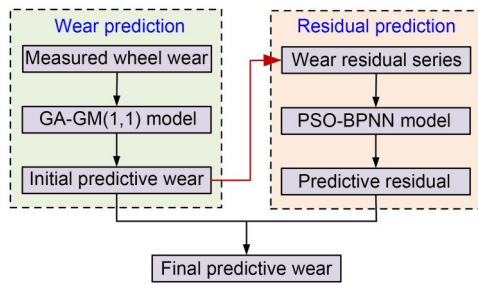 Wear prediction
Measured wheel wear
GA-GM(1,1) model
Initial predictive wear
Residual prediction
Wear residual series
PSO-BPNN model
Predictive residual
Final predictive wear